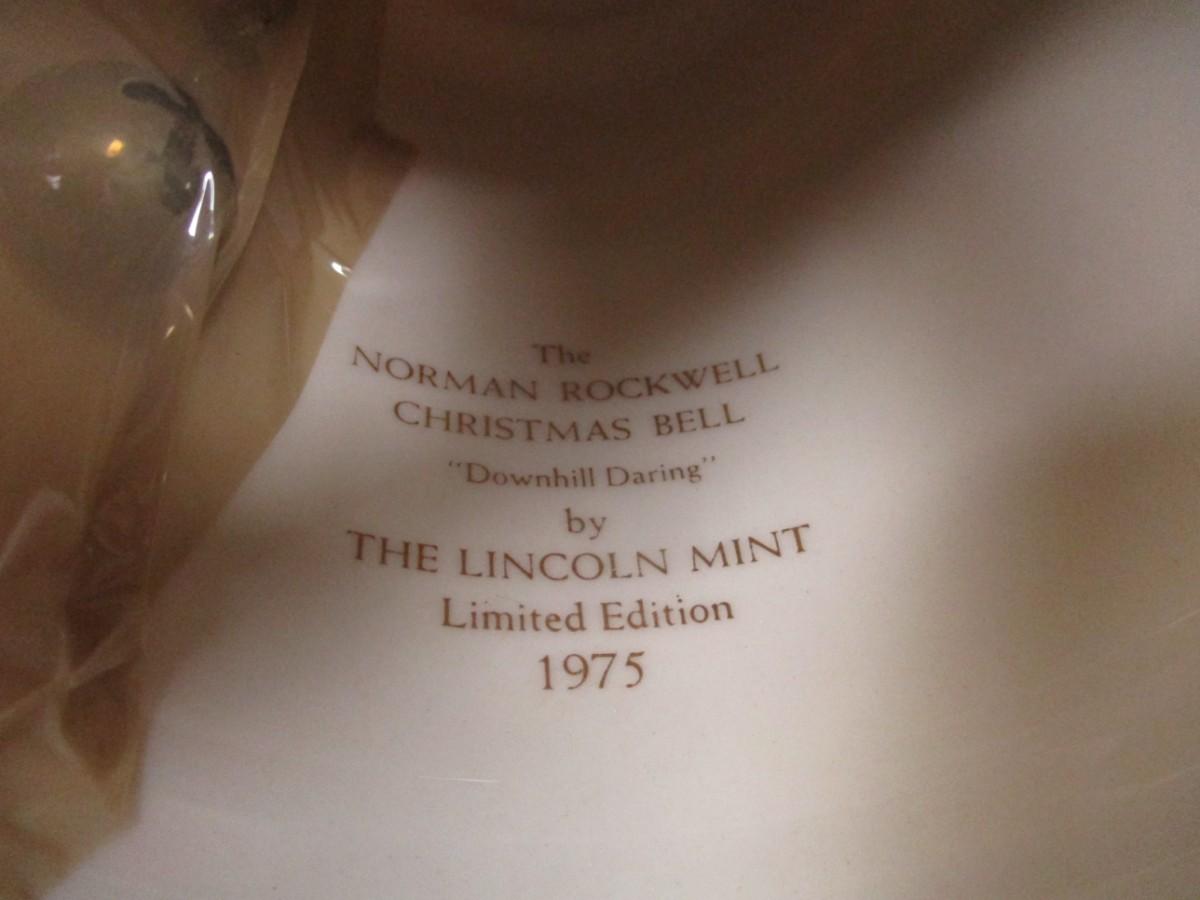 The
NORMAN ROCKWELL
CHRISTMAS BELL
"Downhill Daring"
by
THE LINCOLN MINT
Limited Edition
1975